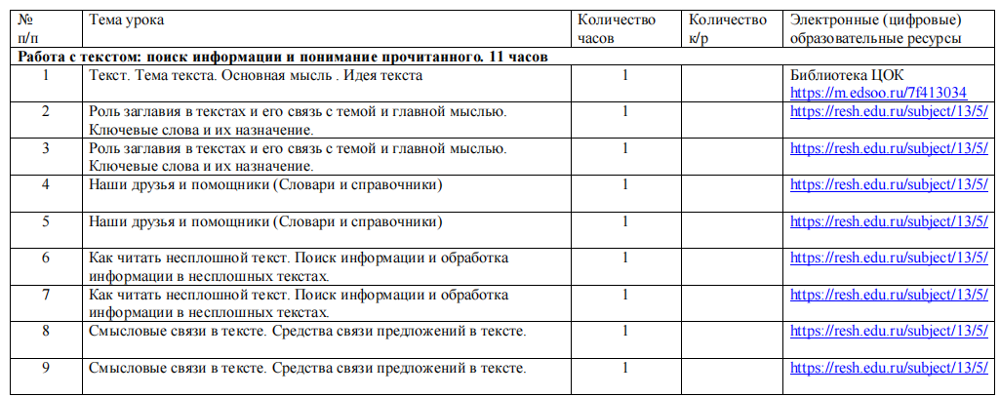 № Тема урока Количество Количество Электронные (цифровые)
п/п часов к/р образовательные ресурсы
Работа с текстом: поиск информации и понимание прочитанного. 11 часов
1 Текст. Тема текста. Основная мысль . Идея текста 1 Библиотека ЦОК
https://m.edsoo.ru/7f413034
2 Роль заглавия в текстах и его связь с темой и главной мыслью. 1 https://resh.edu.ru/subject/13/5/
Ключевые слова и их назначение.
3 Роль заглавия в текстах и его связь с темой и главной мыслью. 1 https://resh.edu.ru/subject/13/5/
Ключевые слова и их назначение.
4 Наши друзья и помощники (Словари и справочники) 1 https://resh.edu.ru/subject/13/5/
5 Наши друзья и помощники (Словари и справочники) 1 https://resh.edu.ru/subject/13/5/
6 Как читать несплошной текст. Поиск информации и обработка 1 https://resh.edu.ru/subject/13/5/
информации в несплошных текстах.
7 Как читать несплошной текст. Поиск информации и обработка 1 https://resh.edu.ru/subject/13/5/
информации в несплошных текстах.
8 Смысловые связи в тексте. Средства связи предложений в тексте. 1 https://resh.edu.ru/subject/13/5/
9 Смысловые связи в тексте. Средства связи предложений в тексте. 1 https://resh.edu.ru/subject/13/5/